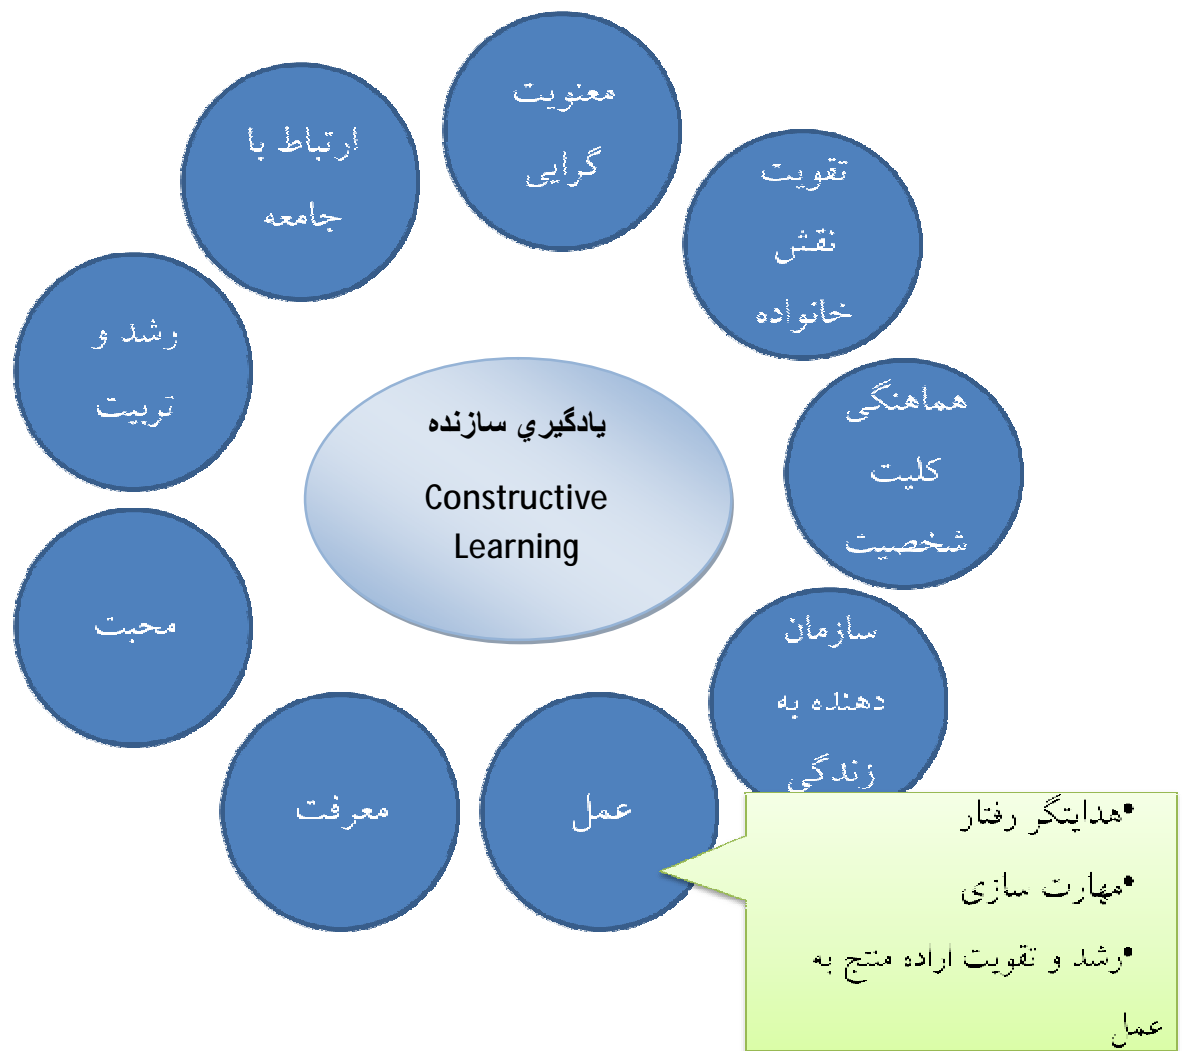 معنویت
گرایی
تقویت
نقش
خانواده
هماهنگی
کلیت
شخصیت
سازمان
دهنده به
زندگی
عمل
معرفت
محبت
رشد و
تربیت
ارتباط با
جامعه
يادگيري سازنده
Constructive
Learning
•هدایتگر رفتار
•مهارت سازی
•رشد و تقویت اراده منتج به
عمل